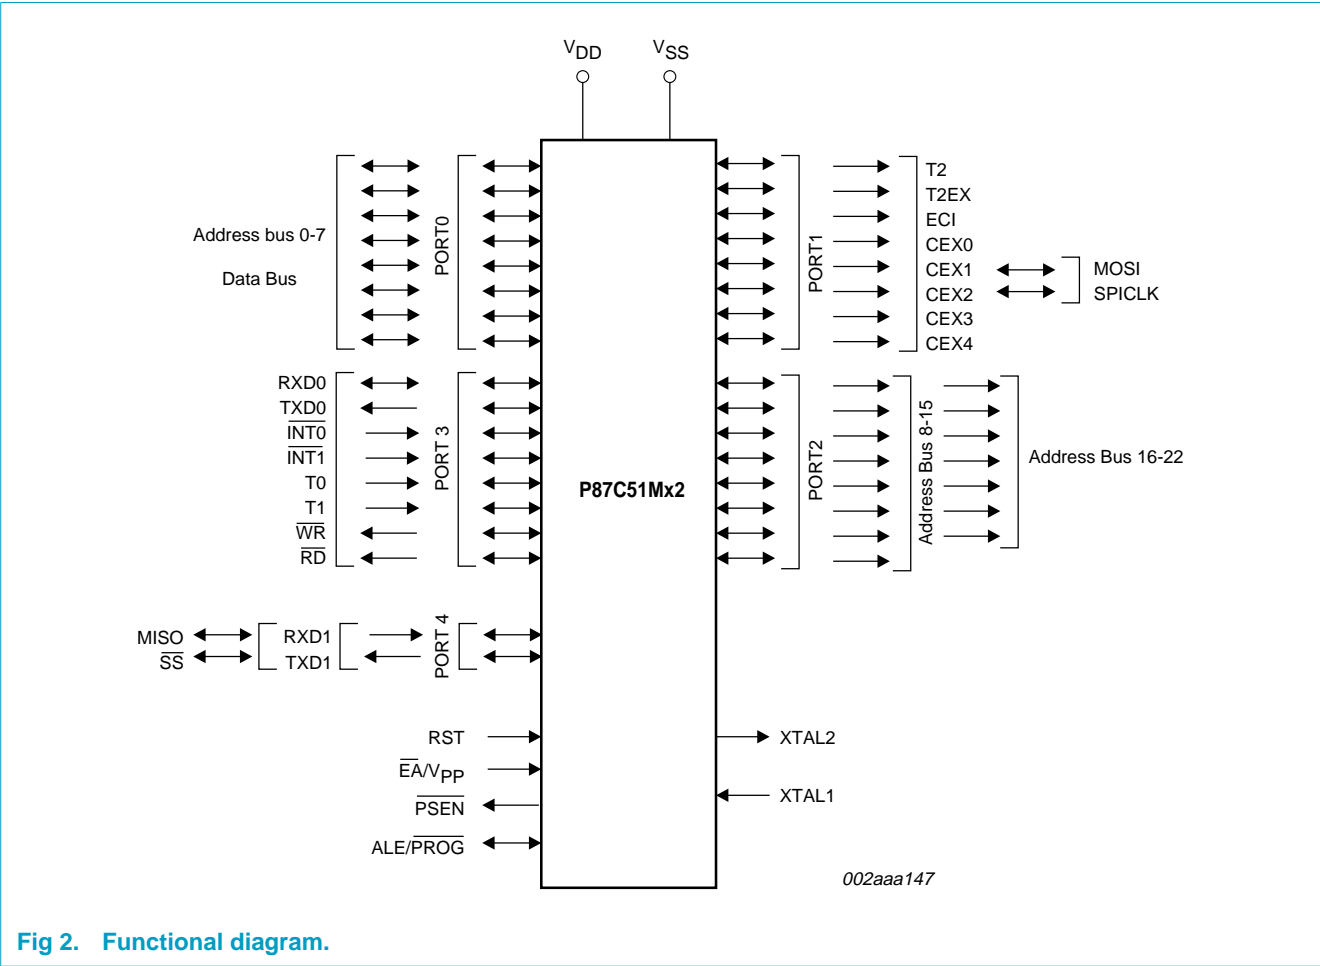 VDD VSS
Address bus 0-7
Data Bus
PORT0
PORT1
T2
T2EX
ECI
CEX0
CEX1
CEX2
CEX3
CEX4
MOSI
SPICLK
RXD0
TXD0
INT0
INT1
T0
T1
WR
RD
PORT 3
P87C51Mx2
PORT2
Address Bus 8-15
Address Bus 16-22
MISO
SS
RXD1
TXD1
PORT 4
RST
EA/VPP
PSEN
ALE/PROG
XTAL2
XTAL1
002aaa147
Fig 2. Functional diagram.